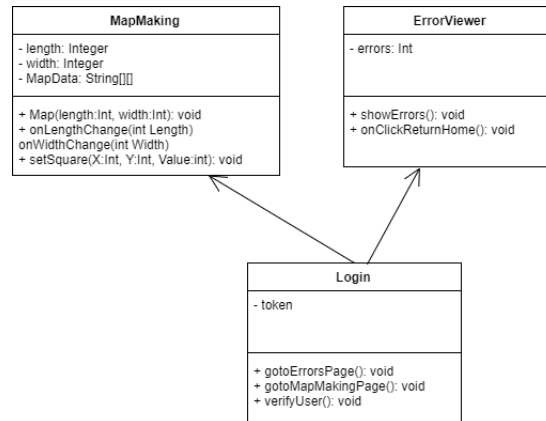 MapMaking
- length: Integer
- width: Integer
- MapData: String[][]
+ Map(length:Int, width:Int): void
+ onLengthChange(int Length)
onWidthChange(int Width)
+ setSquare(X:Int, Y:Int, Value:int): void
ErrorViewer
- errors: Int
+ showErrors(): void
+ onClickReturnHome(): void
Login
- token
+ gotoErrorsPage(): void
+ gotoMapMakingPage(): void
+ verifyUser(): void